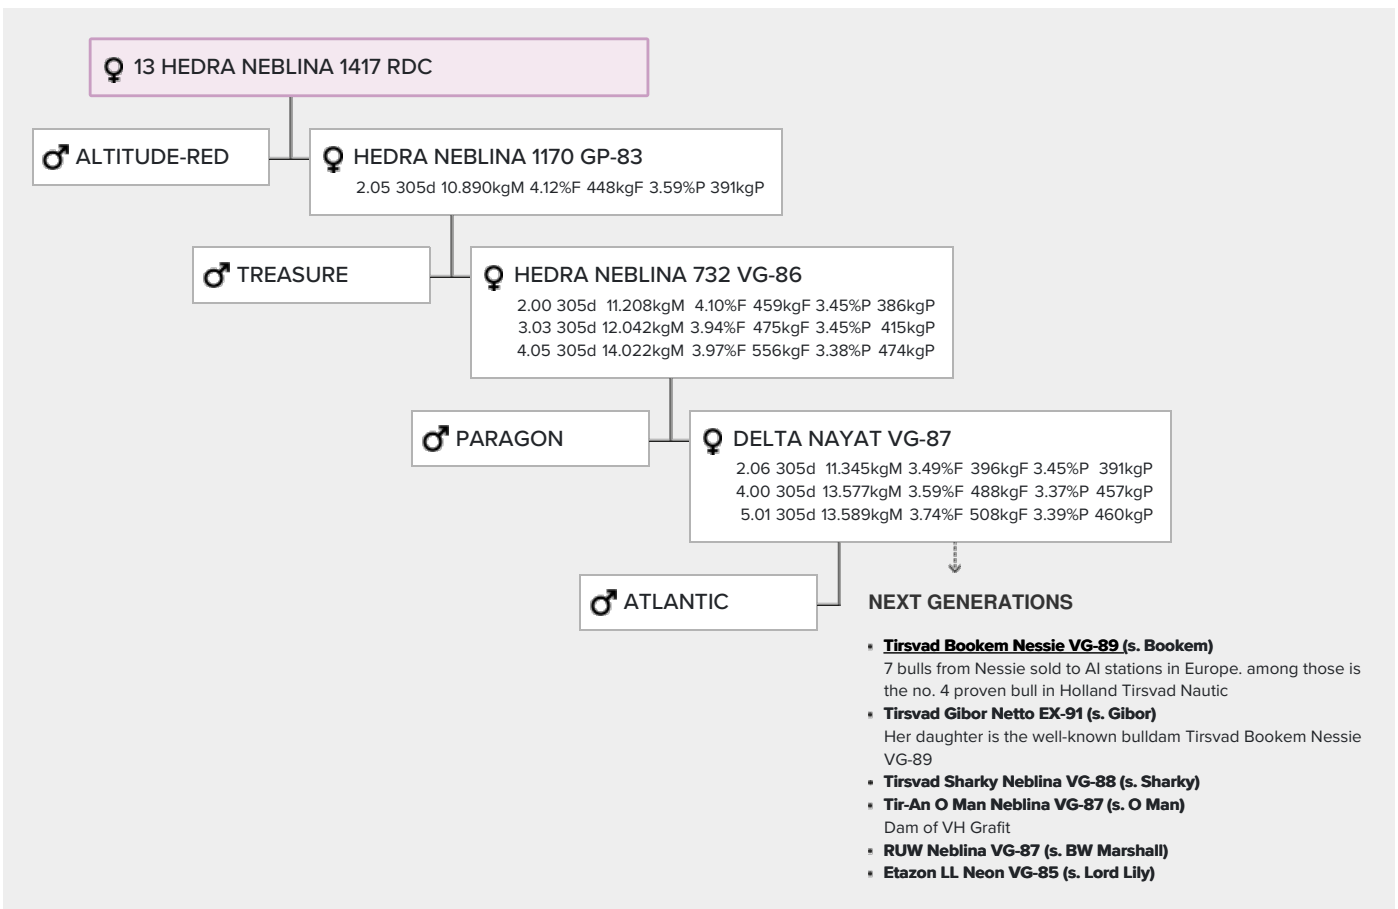 13 HEDRA NEBLINA 1417 RDC
ALTITUDE-RED
HEDRA NEBLINA 1170 GP-83
2.05 305d 10.890kgM 4.12%F 448kgF 3.59%P 391kgP
TREASURE
HEDRA NEBLINA 732 VG-86
2.00 305d 11.208kgM 4.10%F 459kgF 3.45%P 386kgP
3.03 305d 12.042kgM 3.94%F 475kgF 3.45%P 415kgP
4.05 305d 14.022kgM 3.97%F 556kgF 3.38%P 474kgP
PARAGON
DELTA NAYAT VG-87
2.06 305d 11.345kgM 3.49%F 396kgF 3.45%P 391kgP
4.00 305d 13.577kgM 3.59%F 488kgF 3.37%P 457kgP
5.01 305d 13.589kgM 3.74%F 508kgF 3.39%P 460kgP
ATLANTIC
NEXT GENERATIONS
Tirsvad Bookem Nessie VG-89 (s. Bookem)
7 bulls from Nessie sold to AI stations in Europe. among those is
the no. 4 proven bull in Holland Tirsvad Nautic
Tirsvad Gibor Netto EX-91 (s. Gibor)
Her daughter is the well-known bulldam Tirsvad Bookem Nessie
VG-89
Tirsvad Sharky Neblina VG-88 (s. Sharky)
Tir-An O Man Neblina VG-87 (s. O Man)
Dam of VH Grafit
RUW Neblina VG-87 (s. BW Marshall)
Etazon LL Neon VG-85 (s. Lord Lily)